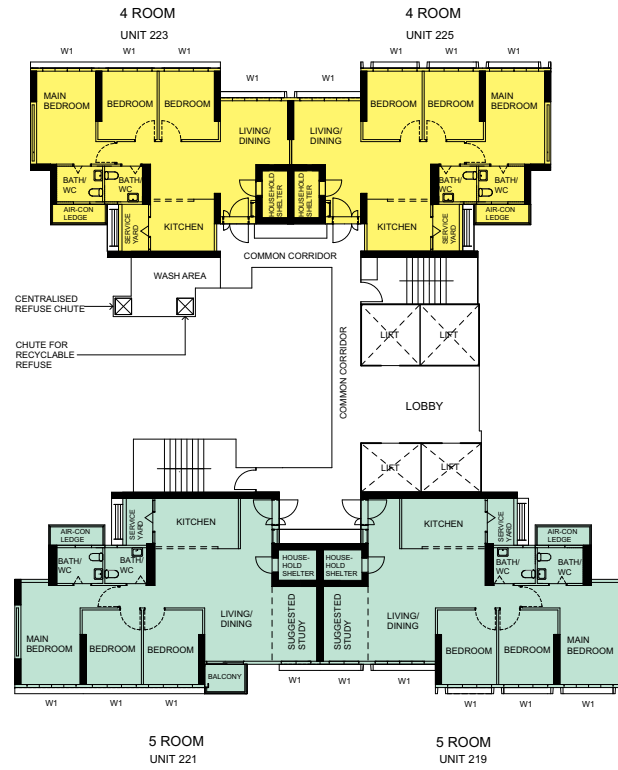 4 ROOM
UNIT 223
4 ROOM
UNIT 225
W1
W1
W1
W1
W1
W1
W1
W1
MAIN
BEDROOM
BEDROOM
BEDROOM
LIVING/
DINING
LIVING/
DINING
BEDROOM
BEDROOM
MAIN
BEDROOM
BATH/
WC
BATH/
WC
HOUSEHOLD
SHELTER
HOUSEHOLD
SHELTER
BATH/
WC
BATH/
WC
AIR-CON
LEDGE
SERVICE
YARD
KITCHEN
KITCHEN
SERVICE
YARD
AIR-CON
LEDGE
COMMON CORRIDOR
WASH AREA
CENTRALISED
REFUSE CHUTE
CHUTE FOR
RECYCLABLE
REFUSE
COMMON CORRIDOR
LIFT
LIFT
LOBBY
LIFT
LIFT
AIR-CON
LEDGE
SERVICE
YARD
KITCHEN
KITCHEN
SERVICE
YARD
AIR-CON
LEDGE
BATH/
WC
BATH/
WC
HOUSE-
HOLD
SHELTER
HOUSE-
HOLD
SHELTER
BATH/
WC
BATH/
WC
MAIN
BEDROOM
BEDROOM
BEDROOM
LIVING/
DINING
SUGGESTED
STUDY
SUGGESTED
STUDY
LIVING/
DINING
BEDROOM
BEDROOM
MAIN
BEDROOM
BALCONY
W1
W1
W1
W1
W1
W1
W1
W1
W1
5 ROOM
UNIT 221
5 ROOM
UNIT 219